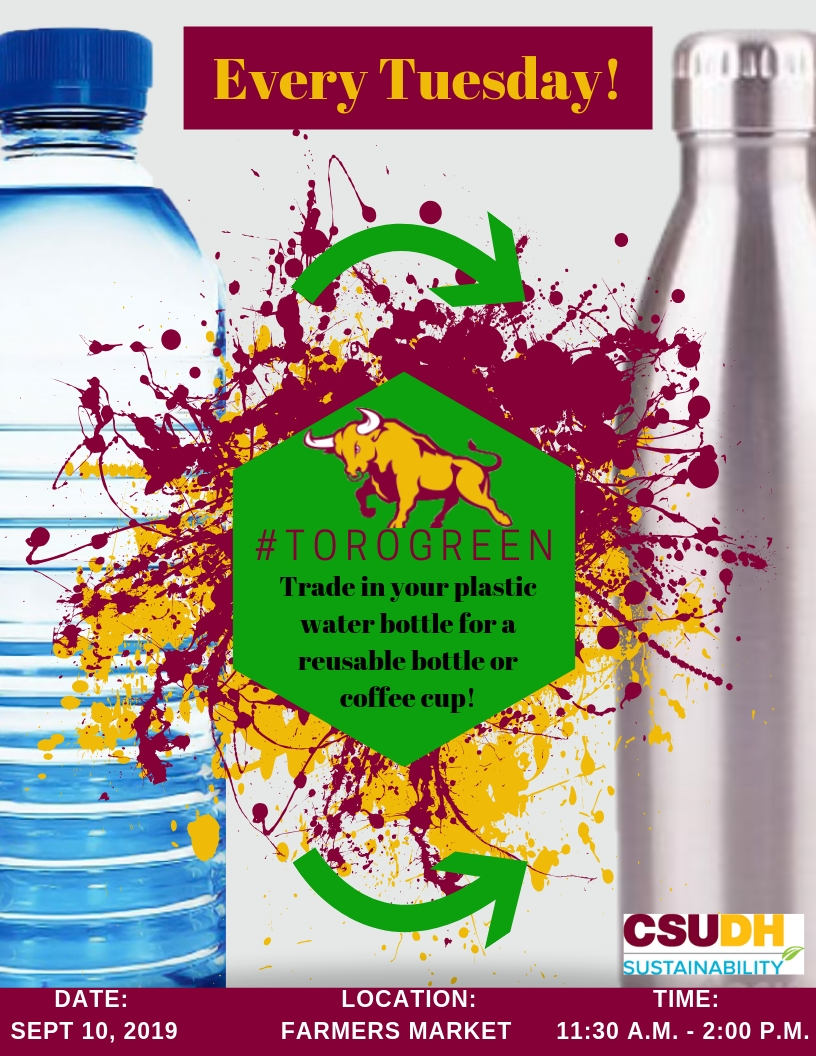 Every Tuesday!
#TOROGREEN
Trade in your plastic
water bottle for a
reusable bottle or
coffee cup!
CSUDH
SUSTAINABILITY
DATE:
SEPT 10, 2019
LOCATION:
FARMERS MARKET
TIME:
11:30 A.M. - 2:00 P.M.